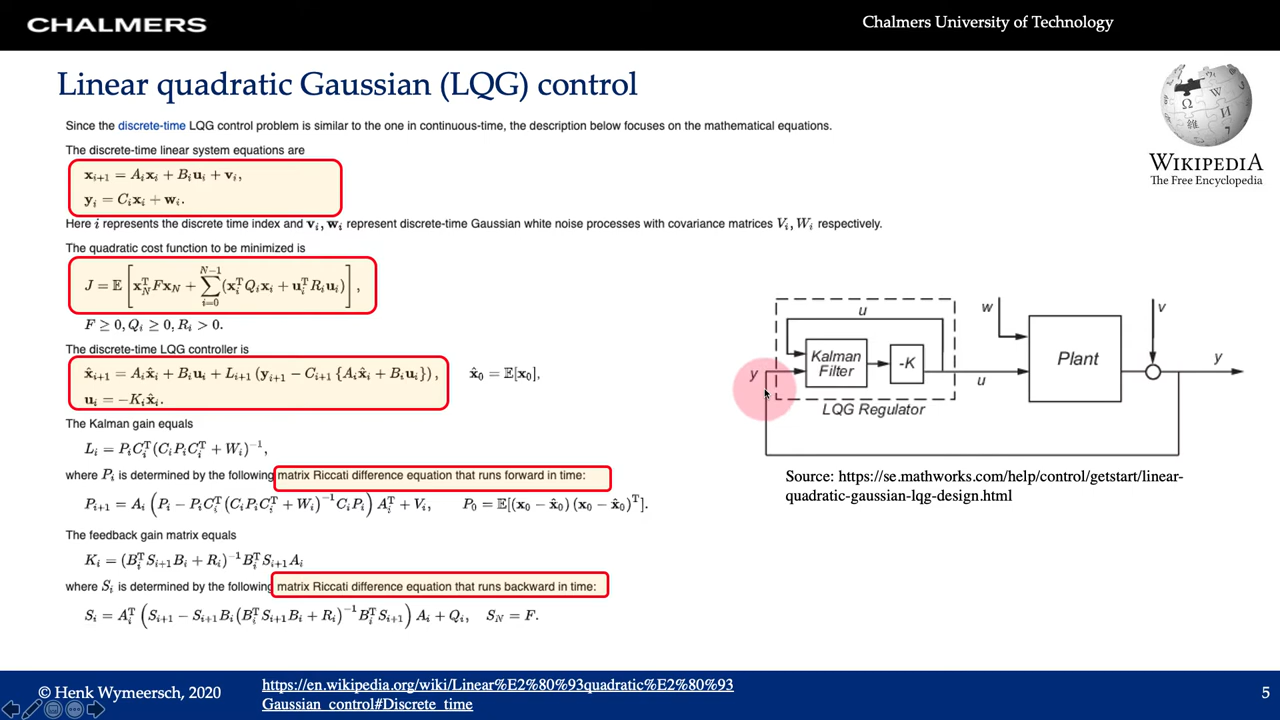 CHALMERS
Chalmers University of Technology
Linear quadratic Gaussian (LQG) control
Since the discrete-time LQG control problem is similar to the one in continuous-time, the description below focuses on the mathematical equations.
The discrete-time linear system equations are
x_{i+1} = A_i x_i + B_i u_i + v_i,
y_i = C_i x_i + w_i.
Here i represents the discrete time index and v_i, w_i represent discrete-time Gaussian white noise processes with covariance matrices V_i, W_i respectively.
The quadratic cost function to be minimized is
J = 𝔼 [ x_N^T F x_N + ∑_{i=0}^{N−1} (x_i^T Q_i x_i + u_i^T R_i u_i) ],
F ≥ 0, Q_i ≥ 0, R_i > 0.
The discrete-time LQG controller is
x̂_{i+1} = A_i x̂_i + B_i u_i + L_{i+1} (y_{i+1} − C_{i+1} {A_i x̂_i + B_i u_i}), x̂_0 = 𝔼[x_0],
u_i = −K_i x̂_i.
The Kalman gain equals
L_i = P_i C_i^T (C_i P_i C_i^T + W_i)^{−1},
where P_i is determined by the following matrix Riccati difference equation that runs forward in time:
P_{i+1} = A_i (P_i − P_i C_i^T (C_i P_i C_i^T + W_i)^{−1} C_i P_i) A_i^T + V_i, P_0 = 𝔼[(x_0 − x̂_0) (x_0 − x̂_0)^T].
The feedback gain matrix equals
K_i = (B_i^T S_{i+1} B_i + R_i)^{−1} B_i^T S_{i+1} A_i
where S_i is determined by the following matrix Riccati difference equation that runs backward in time:
S_i = A_i^T (S_{i+1} − S_{i+1} B_i (B_i^T S_{i+1} B_i + R_i)^{−1} B_i^T S_{i+1}) A_i + Q_i, S_N = F.
WIKIPEDIA
The Free Encyclopedia
u
w
v
y
Kalman
Filter
-K
Plant
y
u
LQG Regulator
Source: https://se.mathworks.com/help/control/getstart/linear-
quadratic-gaussian-lqg-design.html
© Henk Wymeersch, 2020
https://en.wikipedia.org/wiki/Linear%E2%80%93quadratic%E2%80%93
Gaussian_control#Discrete_time
5